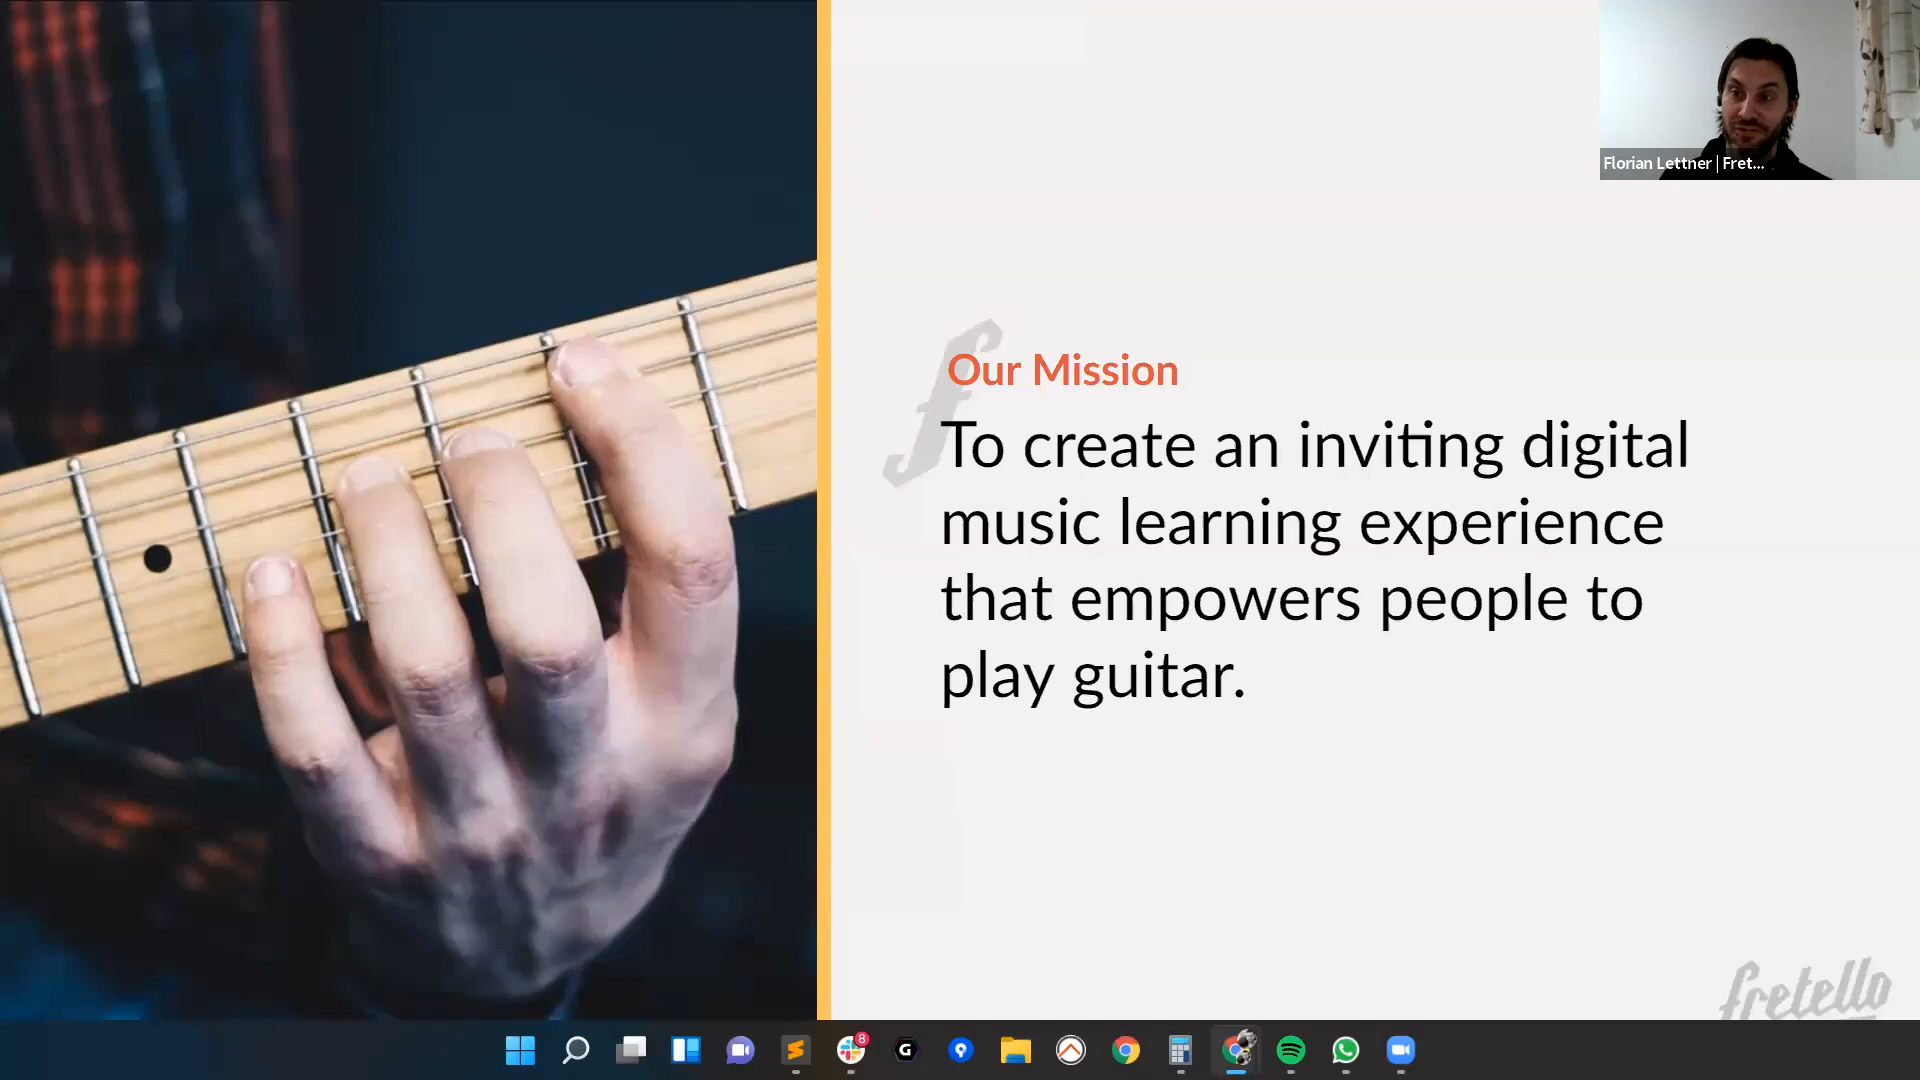 Florian Lettner | Fret...
Our Mission
To create an inviting digital
music learning experience
that empowers people to
play guitar.
fretello
8
G